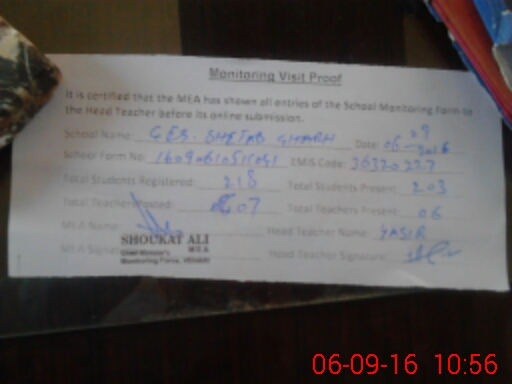 Monitoring Visit Proof
It is certified that the MEA has shown all entries of the School Monitoring Form to
the Head Teacher before its online submission.
School Name: GES. SHETAB GHARH Date: 06-09-2016
School Form No: EMIS Code: 36320227
Total Students Registered: 218 Total Students Present: 203
Total Teachers Posted: 07 Total Teachers Present: 06
MEA Name: Head Teacher Name: YASIR
SHOUKAT ALI
MEA Signature: M.E.A. Head Teacher Signature:
Chief Minister's
Monitoring Force, VEHARI
06-09-16 10:56